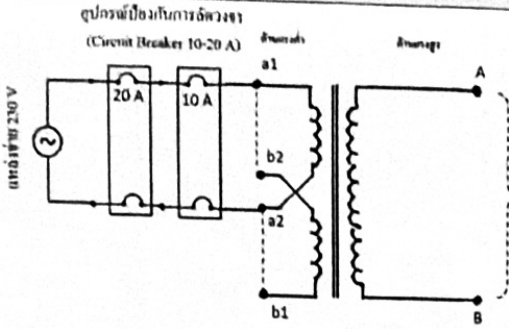 อุปกรณ์ป้องกันการลัดวงจร
(Circuit Breaker 10-20 A)
ด้านแรงต่ำ
ด้านแรงสูง
a1
A
20 A
10 A
แหล่งจ่าย 220 V
b2
a2
b1
B